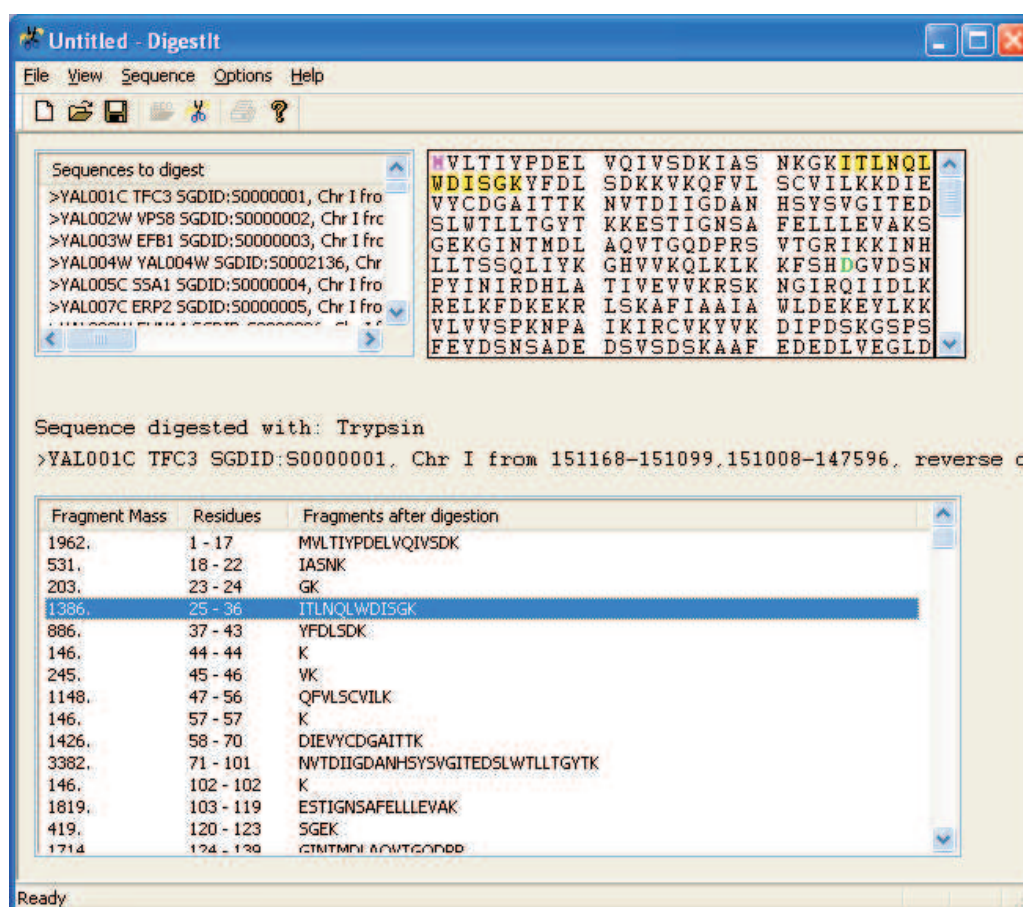 Untitled - DigestIt
File View Sequence Options Help
Sequences to digest
>YAL001C TFC3 SGDID:S0000001, Chr I fro
>YAL002W VPS8 SGDID:S0000002, Chr I frc
>YAL003W EFB1 SGDID:S0000003, Chr I frc
>YAL004W YAL004W SGDID:S0002136, Chr
>YAL005C SSA1 SGDID:S0000004, Chr I fro
>YAL007C ERP2 SGDID:S0000005, Chr I fro
MVLTIYPDEL VQIVSDKIAS NKGKITLNQL
WDISGKYFDL SDKKVKQFVL SCVILKKDIE
VYCDGAITTK NVTDIIGDAN HSYSVGITED
SLWTLLTGYT KKESTIGNSA FELLLEVAKS
GEKGINTMDL AQVTGQDPRS VTGRIKKINH
LLTSSQLIYK GHVVKQLKLK KFSHDGVDSN
PYINIRDHLA TIVEVVKRSK NGIRQIIDLK
RELKFDKEKR LSKAFIAAIA WLDEKEYLKK
VLVVSPKNPA IKIRCVKYVK DIPDSKGSPS
FEYDSNSADE DSVSDSKAAF EDEDLVEGLD
Sequence digested with: Trypsin
>YAL001C TFC3 SGDID:S0000001, Chr I from 151168-151099,151008-147596, reverse
Fragment Mass Residues Fragments after digestion
1962. 1 - 17 MVLTIYPDELVQIVSDK
531. 18 - 22 IASNK
203. 23 - 24 GK
1386. 25 - 36 ITLNQLWDISGK
886. 37 - 43 YFDLSDK
146. 44 - 44 K
245. 45 - 46 VK
1148. 47 - 56 QFVLSCVILK
146. 57 - 57 K
1426. 58 - 70 DIEVYCDGAITTK
3382. 71 - 101 NVTDIIGDANHSYSVGITEDSLWTLLTGYTK
146. 102 - 102 K
1819. 103 - 119 ESTIGNSAFELLLEVAK
419. 120 - 123 SGEK
1714 124 - 139 GINTMDLAQVTGQDPR
Ready